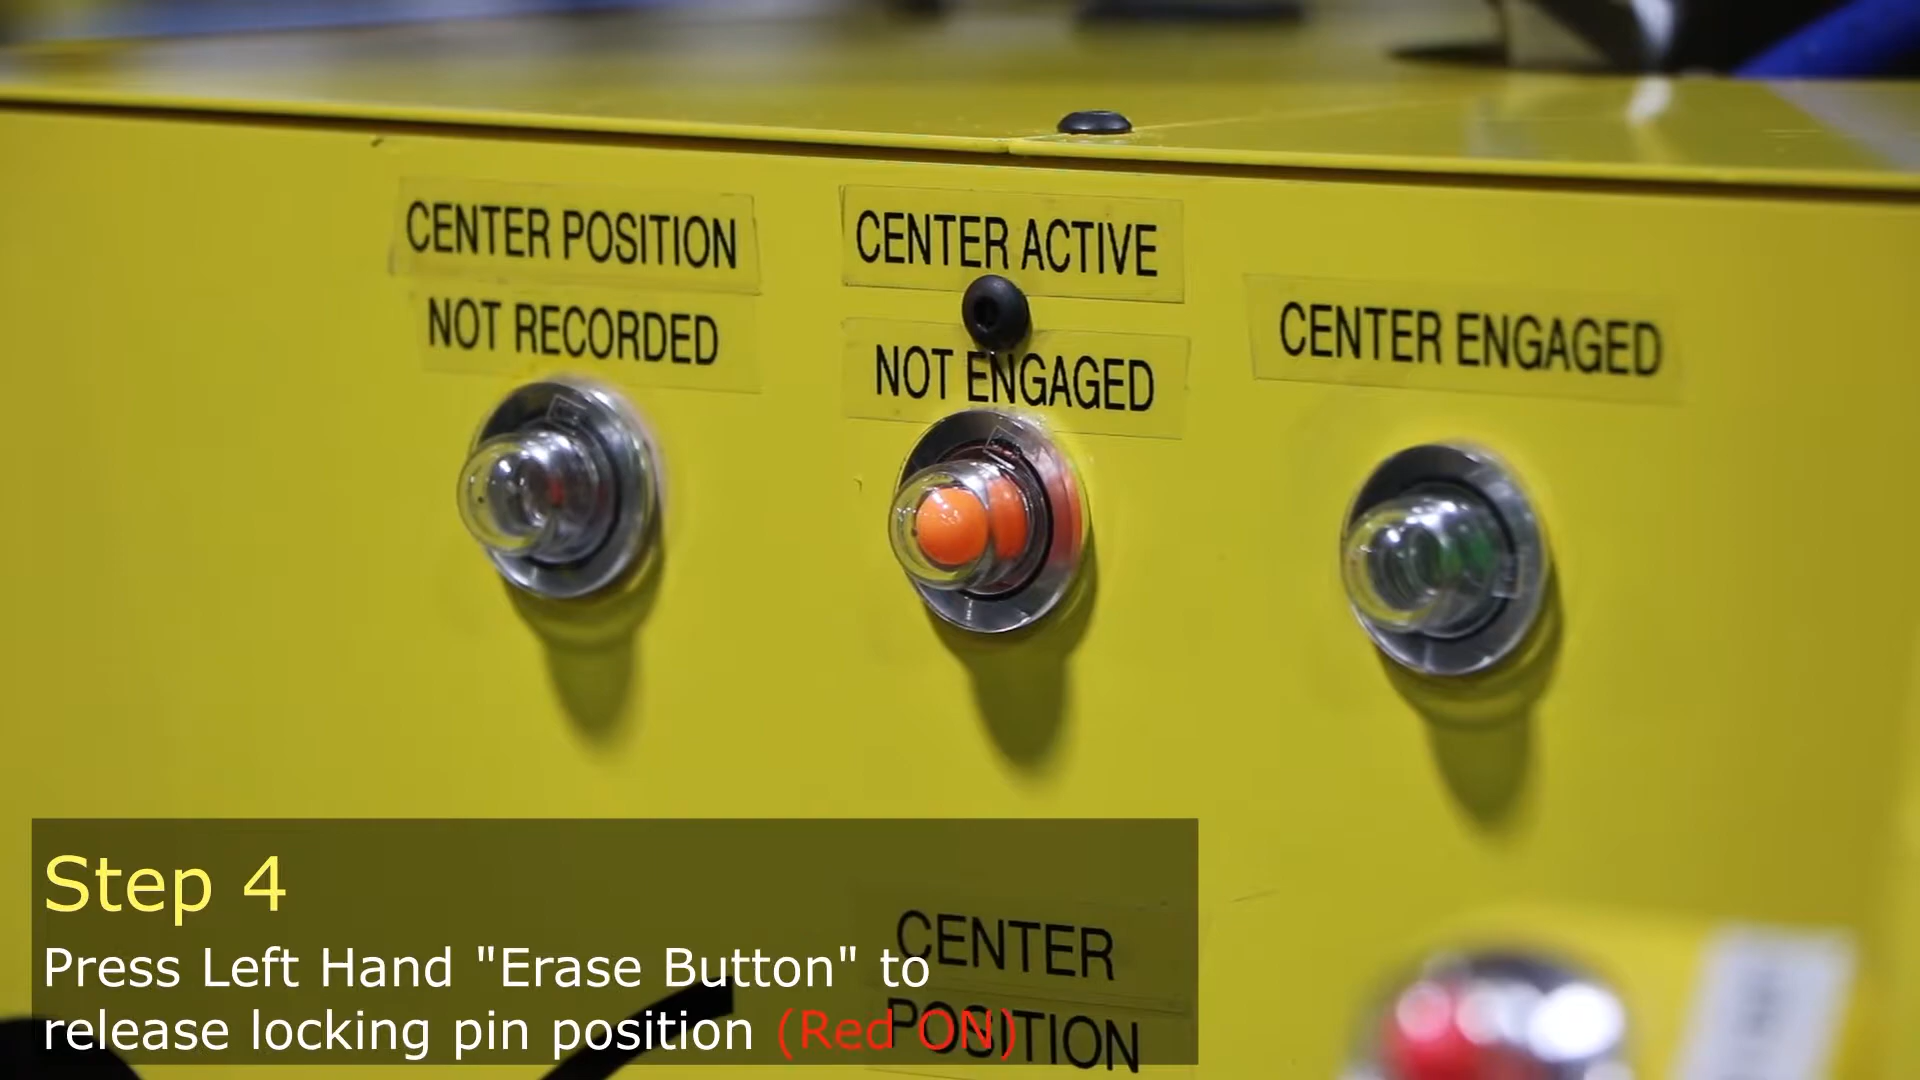 CENTER POSITION
NOT RECORDED
CENTER ACTIVE
NOT ENGAGED
CENTER ENGAGED
CENTER
POSITION
Step 4
Press Left Hand "Erase Button" to
release locking pin position (Red ON)